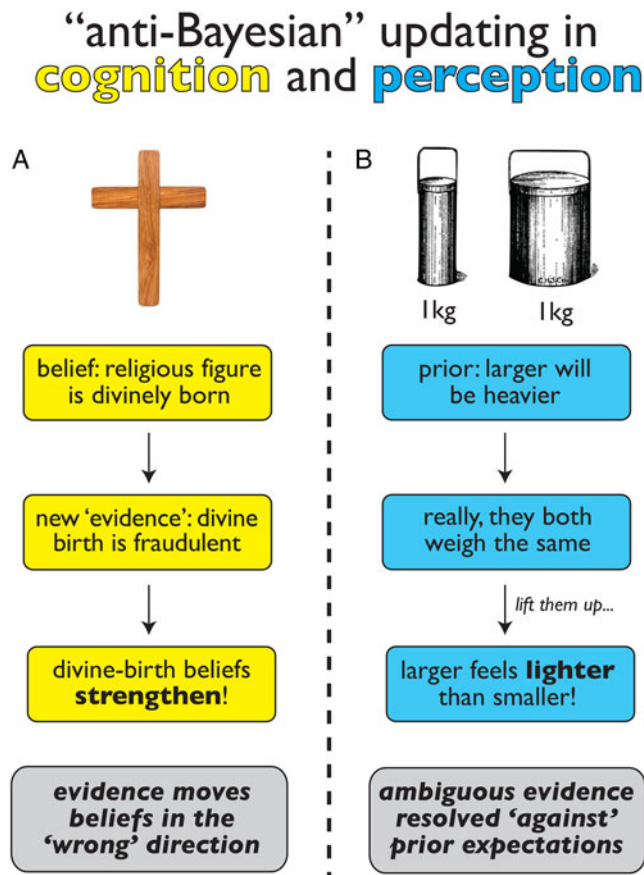 "anti-Bayesian" updating in
cognition and perception
A
belief: religious figure
is divinely born
new 'evidence': divine
birth is fraudulent
divine-birth beliefs
strengthen!
evidence moves
beliefs in the
'wrong' direction
B
1kg 1kg
prior: larger will
be heavier
really, they both
weigh the same
lift them up...
larger feels lighter
than smaller!
ambiguous evidence
resolved 'against'
prior expectations